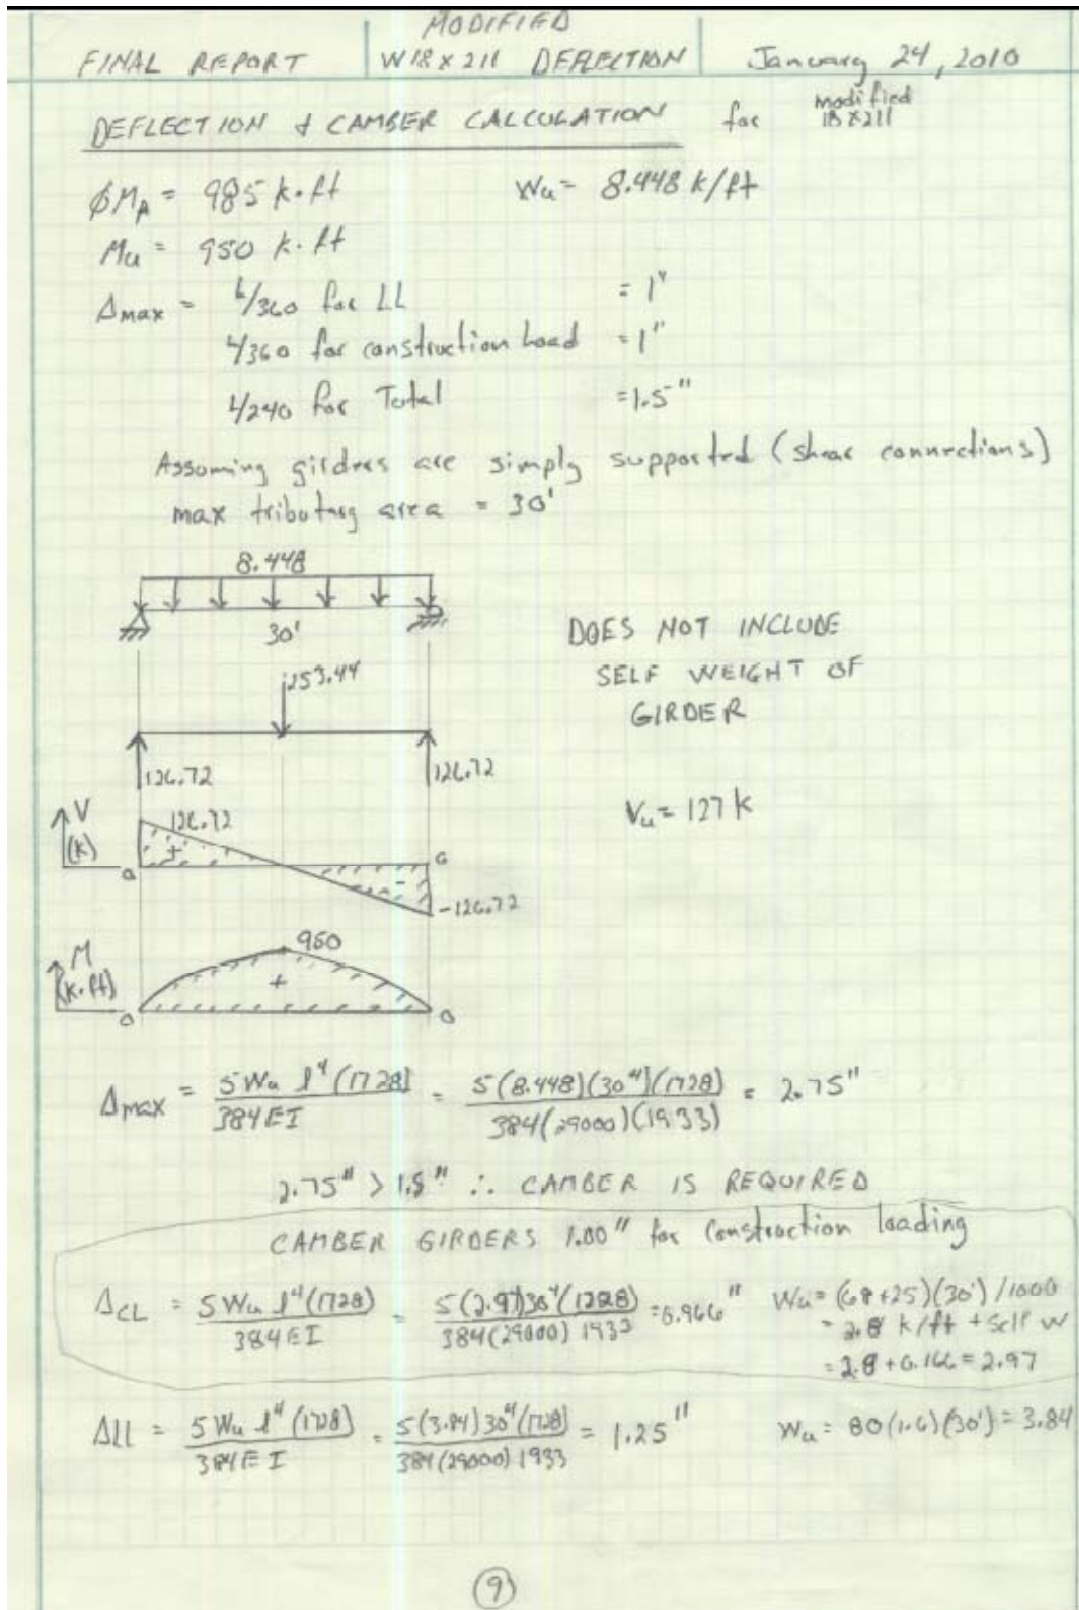 MODIFIED
FINAL REPORT W18x211 DEFLECTION January 24, 2010
DEFLECTION & CAMBER CALCULATION for modified 18x211
ϕMp = 985 k·ft Wu = 8.448 k/ft
Mu = 950 k·ft
Δmax = L/360 for LL = 1"
L/360 for construction Load = 1"
L/240 for Total = 1.5"
Assuming girders are simply supported (shear connections)
max tributary area = 30'
8.448
30'
DOES NOT INCLUDE
SELF WEIGHT OF
GIRDER
253.44
126.72 126.72
Vu = 127 k
V
(k)
126.72
+
0 0
-
-126.72
M
(k·ft)
950
+
0 0
Δmax = 5Wu l⁴(1728) / 384EI = 5(8.448)(30⁴)(1728) / 384(29000)(1933) = 2.75"
2.75" > 1.5" ∴ CAMBER IS REQUIRED
CAMBER GIRDERS 1.00" for Construction loading
ΔCL = 5Wu l⁴(1728) / 384EI = 5(2.97)30⁴(1728) / 384(29000)1933 = 0.966" Wu = (68+25)(30')/1000
= 2.8 k/ft + self w
= 2.8 + 0.166 = 2.97
ΔLL = 5Wu l⁴(1728) / 384EI = 5(3.84)30⁴(1728) / 384(29000)1933 = 1.25" Wu = 80(1.6)(30') = 3.84
9